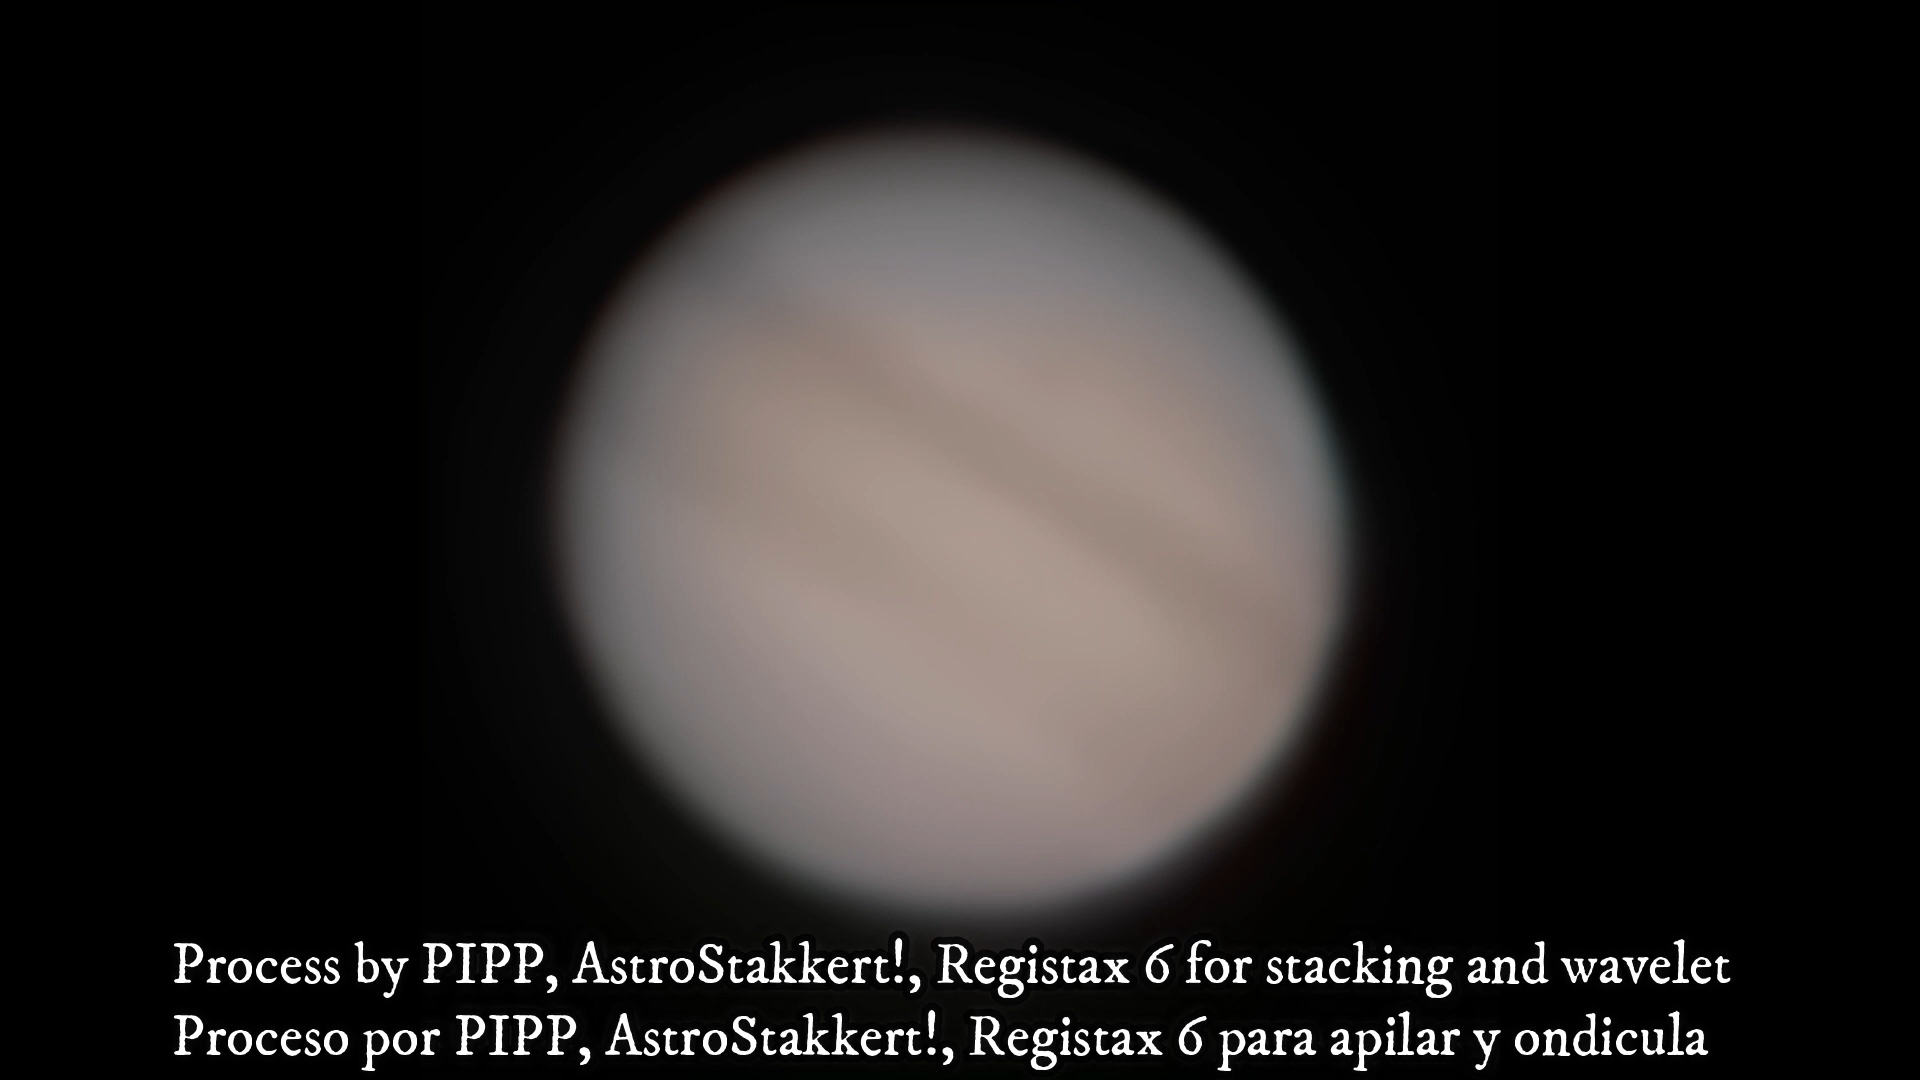 Process by PIPP, AstroStakkert!, Registax 6 for stacking and wavelet
Proceso por PIPP, AstroStakkert!, Registax 6 para apilar y ondicula